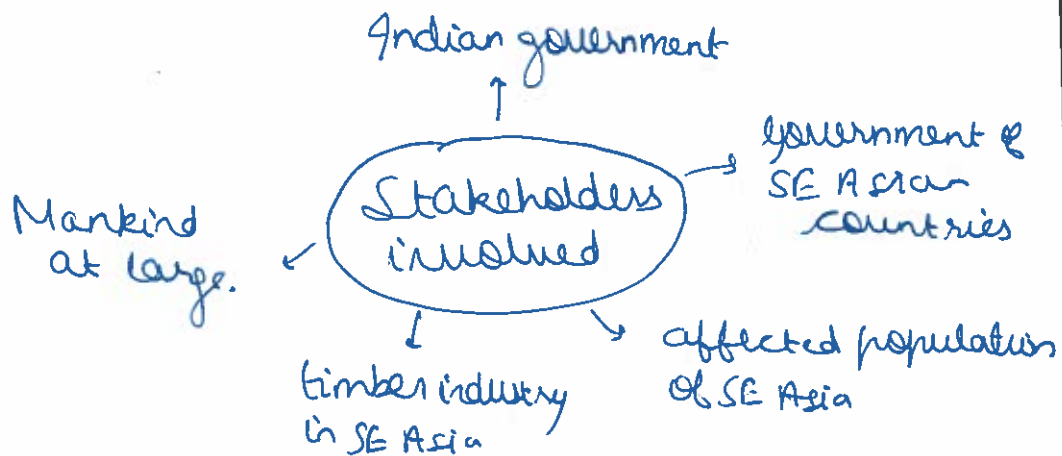 Indian government
Stakeholders
involved
government of
SE Asian
countries
Mankind
at large.
affected population
of SE Asia
timber industry
in SE Asia